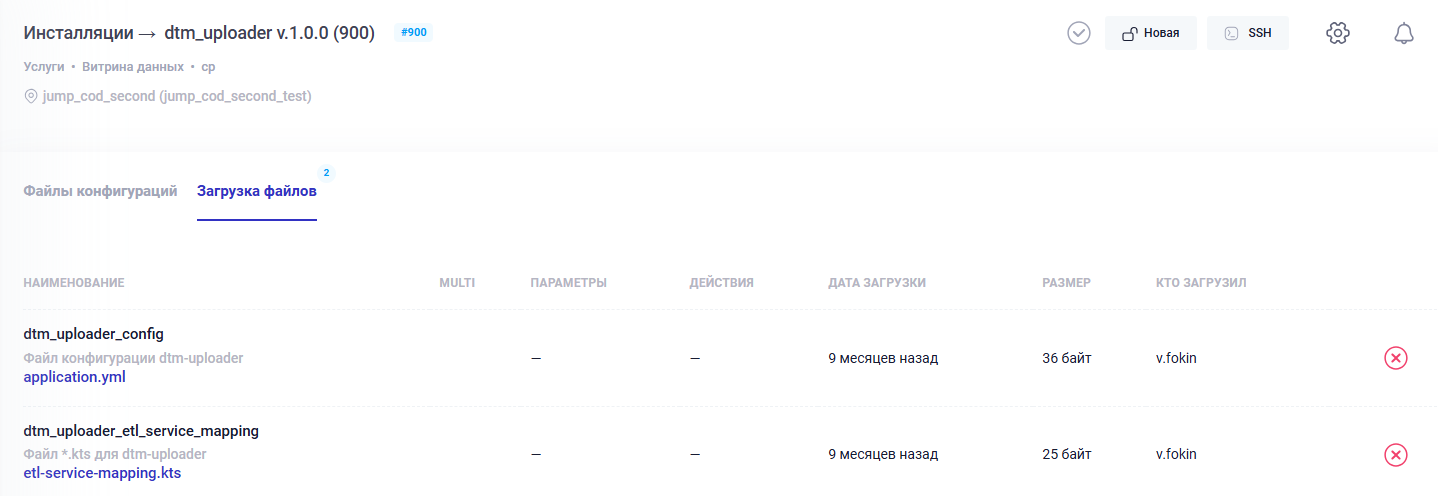 Инсталляции → dtm_uploader v.1.0.0 (900) #900 Новая SSH
Услуги • Витрина данных • ср
jump_cod_second (jump_cod_second_test)
Файлы конфигураций Загрузка файлов 2
НАИМЕНОВАНИЕ MULTI ПАРАМЕТРЫ ДЕЙСТВИЯ ДАТА ЗАГРУЗКИ РАЗМЕР КТО ЗАГРУЗИЛ
dtm_uploader_config
Файл конфигурации dtm-uploader — — 9 месяцев назад 36 байт v.fokin
application.yml
dtm_uploader_etl_service_mapping
Файл *.kts для dtm-uploader — — 9 месяцев назад 25 байт v.fokin
etl-service-mapping.kts